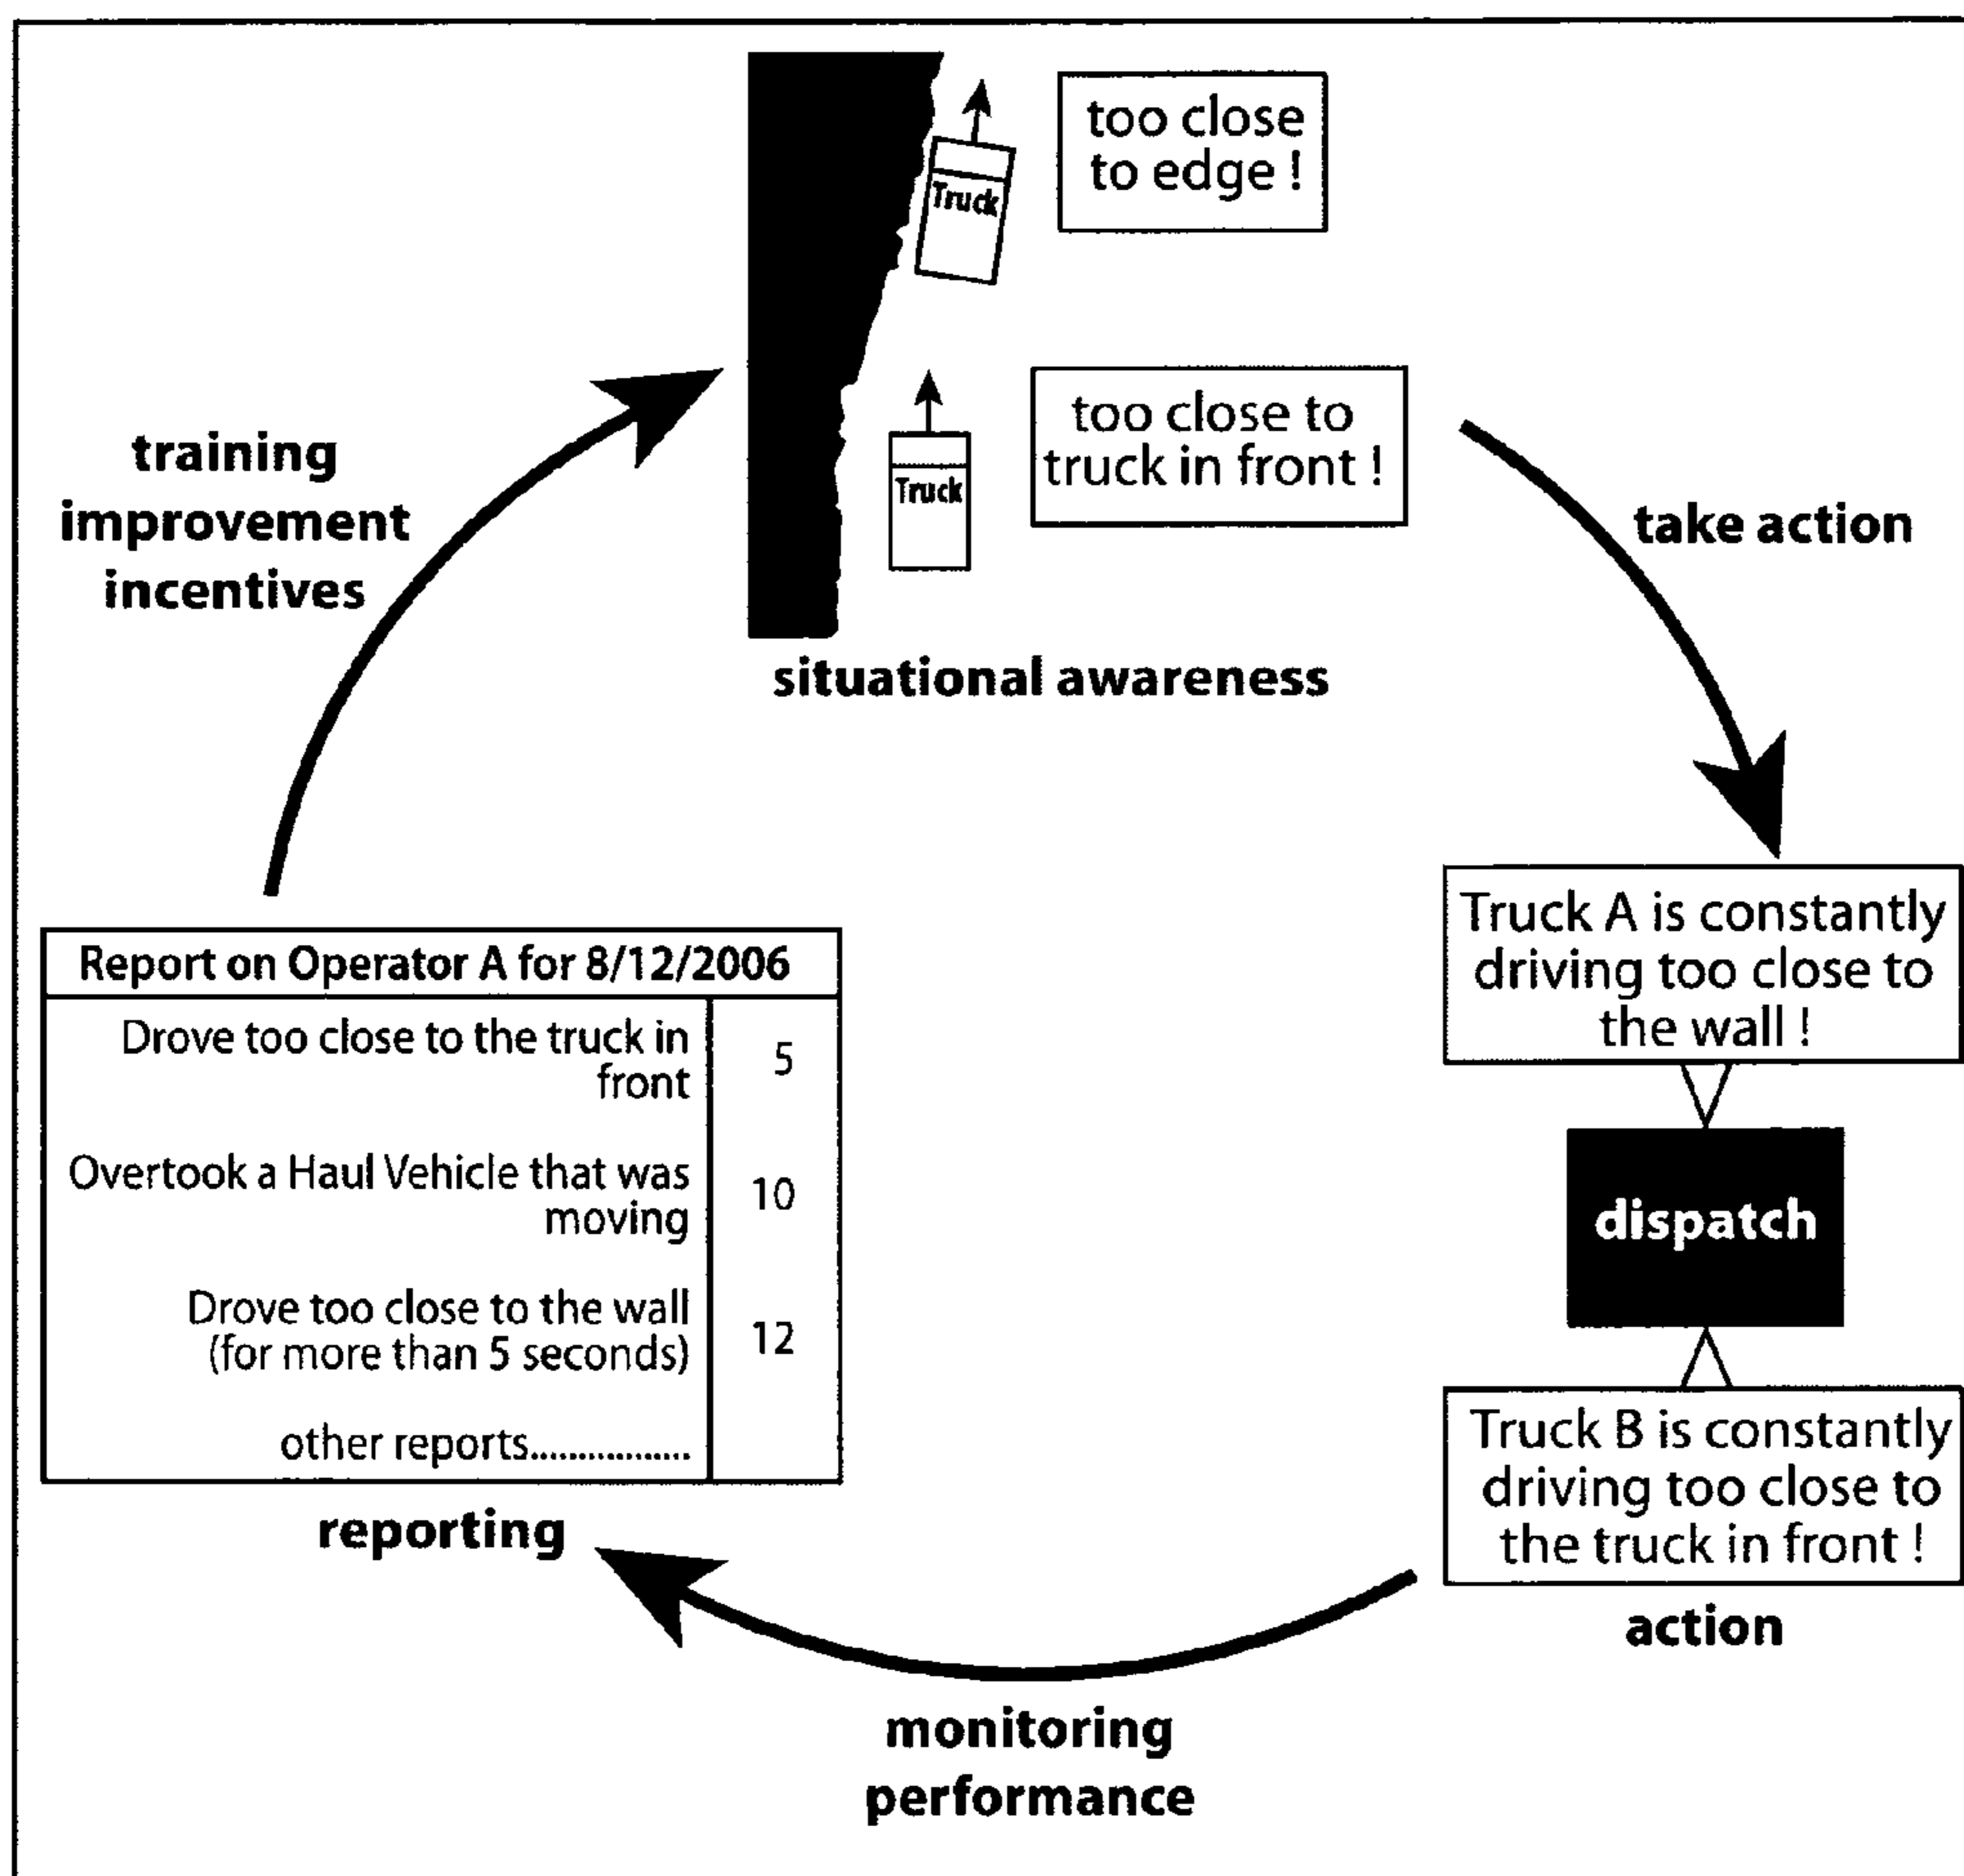 too close
to edge !
Truck
too close to
truck in front !
Truck
situational awareness
take action
Truck A is constantly
driving too close to
the wall !
dispatch
Truck B is constantly
driving too close to
the truck in front !
action
monitoring
performance
Report on Operator A for 8/12/2006
Drove too close to the truck in
front
5
Overtook a Haul Vehicle that was
moving
10
Drove too close to the wall
(for more than 5 seconds)
12
other reports................
reporting
training
improvement
incentives